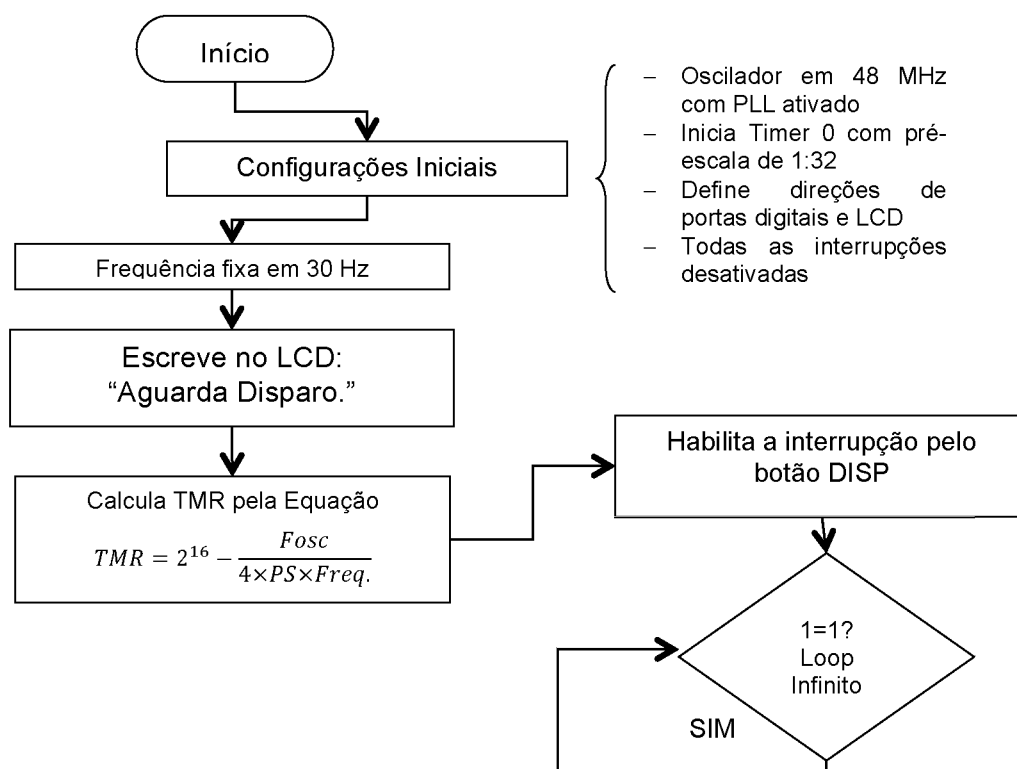 Início
– Oscilador em 48 MHz
com PLL ativado
– Inicia Timer 0 com pré-
escala de 1:32
– Define direções de
portas digitais e LCD
– Todas as interrupções
desativadas
Configurações Iniciais
Frequência fixa em 30 Hz
Escreve no LCD:
“Aguarda Disparo.”
Calcula TMR pela Equação
TMR = 2^16 − Fosc / 4×PS×Freq.
Habilita a interrupção pelo
botão DISP
1=1?
Loop
Infinito
SIM